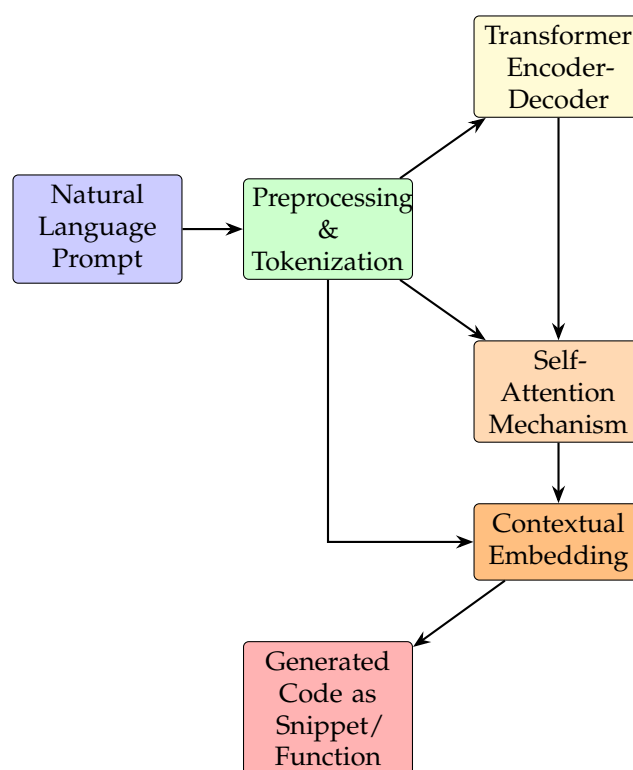 Natural
Language
Prompt
Preprocessing
&
Tokenization
Transformer
Encoder-
Decoder
Self-
Attention
Mechanism
Contextual
Embedding
Generated
Code as
Snippet/
Function